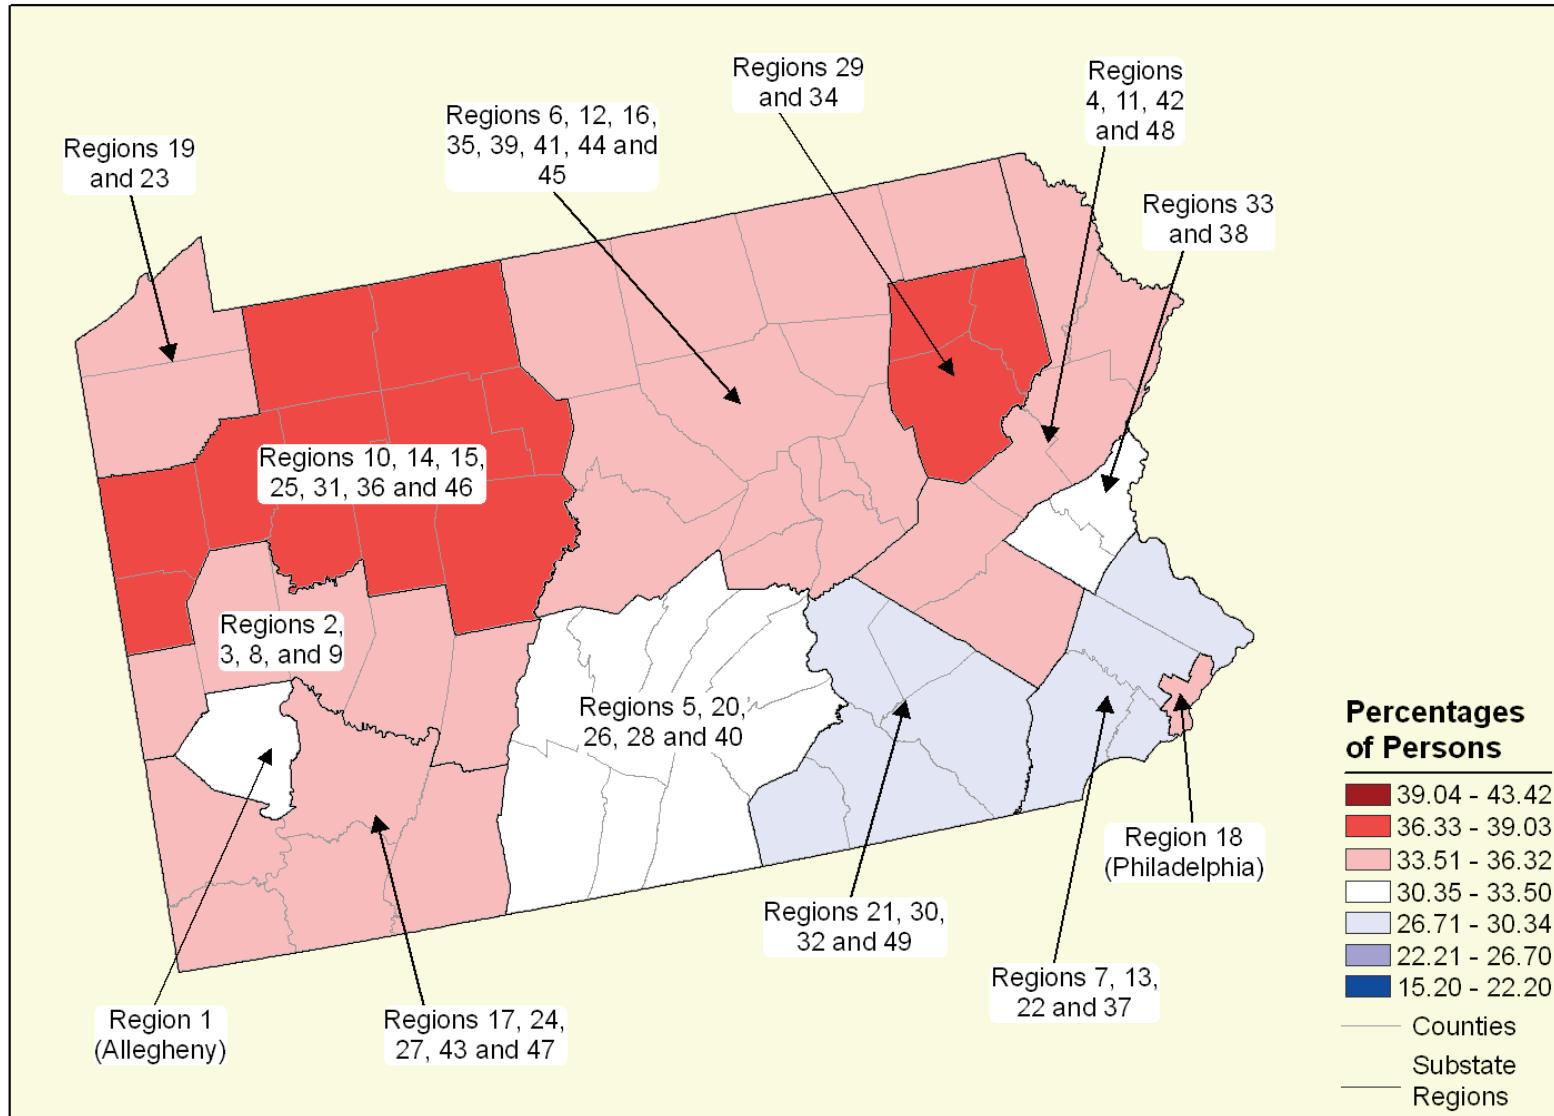 Regions 29
and 34
Regions
4, 11, 42
and 48
Regions 6, 12, 16,
35, 39, 41, 44 and
45
Regions 19
and 23
Regions 33
and 38
Regions 10, 14, 15,
25, 31, 36 and 46
Regions 2,
3, 8, and 9
Regions 5, 20,
26, 28 and 40
Percentages
of Persons
39.04 - 43.42
36.33 - 39.03
33.51 - 36.32
30.35 - 33.50
26.71 - 30.34
22.21 - 26.70
15.20 - 22.20
Counties
Substate
Regions
Region 18
(Philadelphia)
Regions 21, 30,
32 and 49
Regions 7, 13,
22 and 37
Region 1
(Allegheny)
Regions 17, 24,
27, 43 and 47